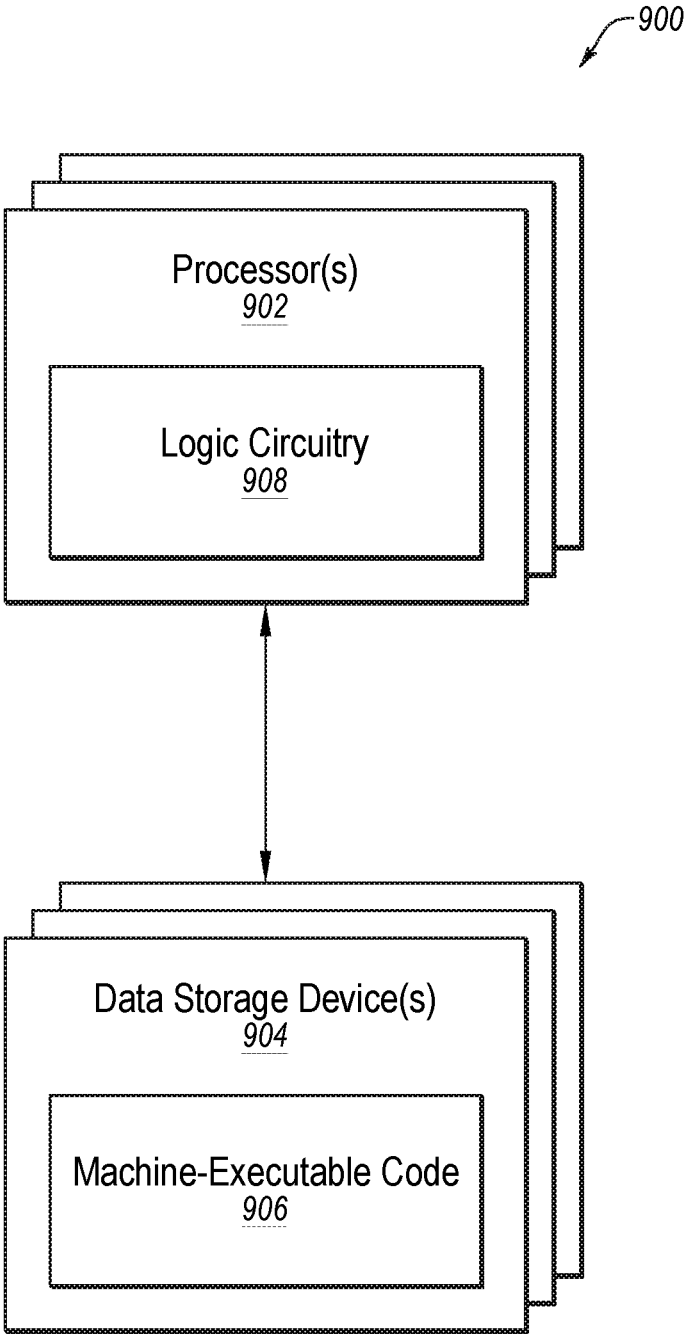 900
Processor(s)
902
Logic Circuitry
908
Data Storage Device(s)
904
Machine-Executable Code
906